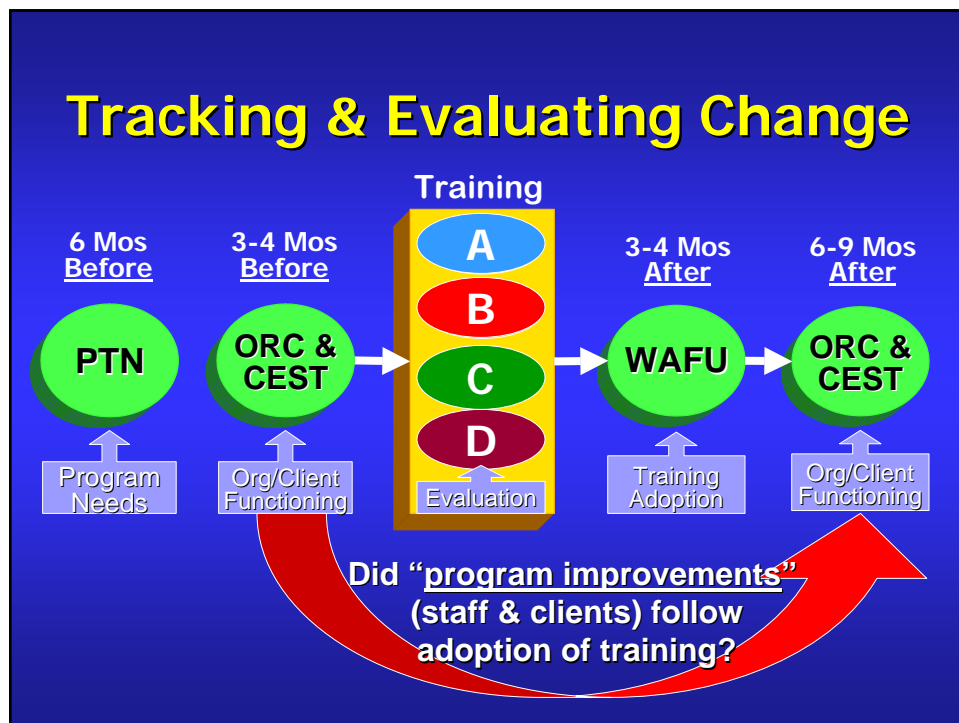 Tracking & Evaluating Change
Training
6 Mos
Before
3-4 Mos
Before
3-4 Mos
After
6-9 Mos
After
PTN
ORC &
CEST
A
B
C
D
WAFU
ORC &
CEST
Program
Needs
Org/Client
Functioning
Evaluation
Training
Adoption
Org/Client
Functioning
Did “program improvements”
(staff & clients) follow
adoption of training?